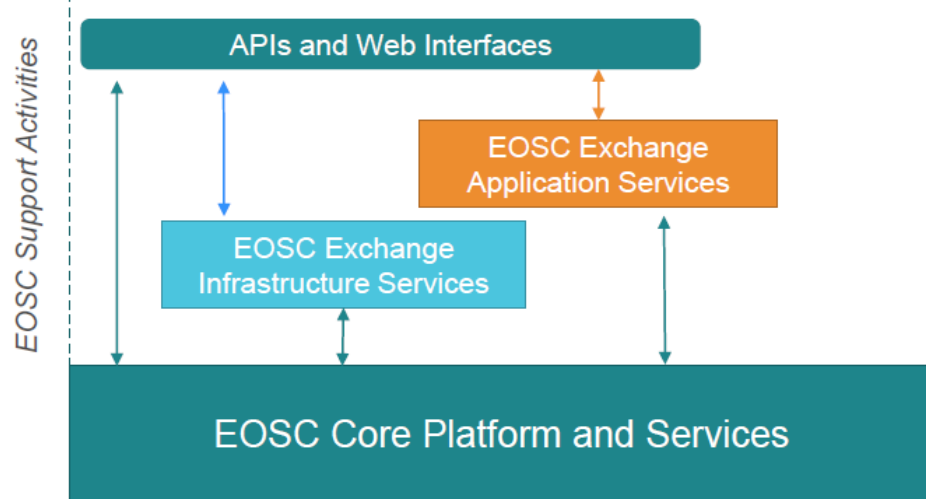 EOSC Support Activities
APIs and Web Interfaces
EOSC Exchange
Application Services
EOSC Exchange
Infrastructure Services
EOSC Core Platform and Services